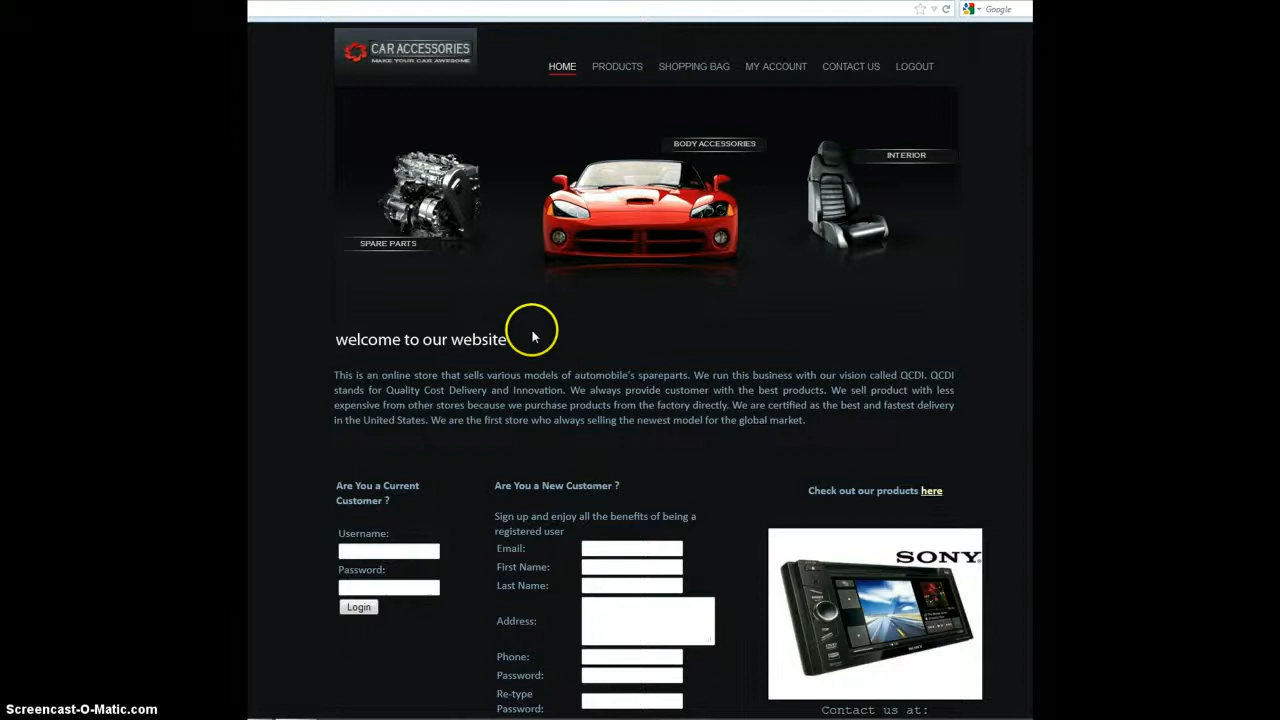 Google
CAR ACCESSORIES
MAKE YOUR CAR AWESOME
HOME PRODUCTS SHOPPING BAG MY ACCOUNT CONTACT US LOGOUT
BODY ACCESSORIES
INTERIOR
SPARE PARTS
welcome to our website
This is an online store that sells various models of automobile's spareparts. We run this business with our vision called QCDI. QCDI
stands for Quality Cost Delivery and Innovation. We always provide customer with the best products. We sell product with less
expensive from other stores because we purchase products from the factory directly. We are certified as the best and fastest delivery
in the United States. We are the first store who always selling the newest model for the global market.
Are You a Current
Customer ?
Username:
Password:
Login
Are You a New Customer ?
Sign up and enjoy all the benefits of being a
registered user
Email:
First Name:
Last Name:
Address:
Phone:
Password:
Re-type
Password:
Check out our products here
SONY
SONY
Contact us at:
Screencast-O-Matic.com